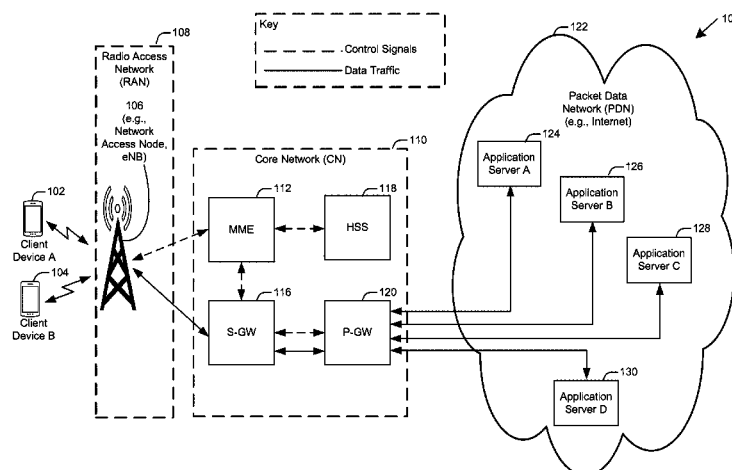 Key
Control Signals
Data Traffic
108
Radio Access
Network
(RAN)
106
(e.g.,
Network
Access Node,
eNB)
102
Client
Device A
104
Client
Device B
110
Core Network (CN)
112
MME
118
HSS
116
S-GW
120
P-GW
122
Packet Data
Network (PDN)
(e.g., Internet)
124
Application
Server A
126
Application
Server B
128
Application
Server C
130
Application
Server D